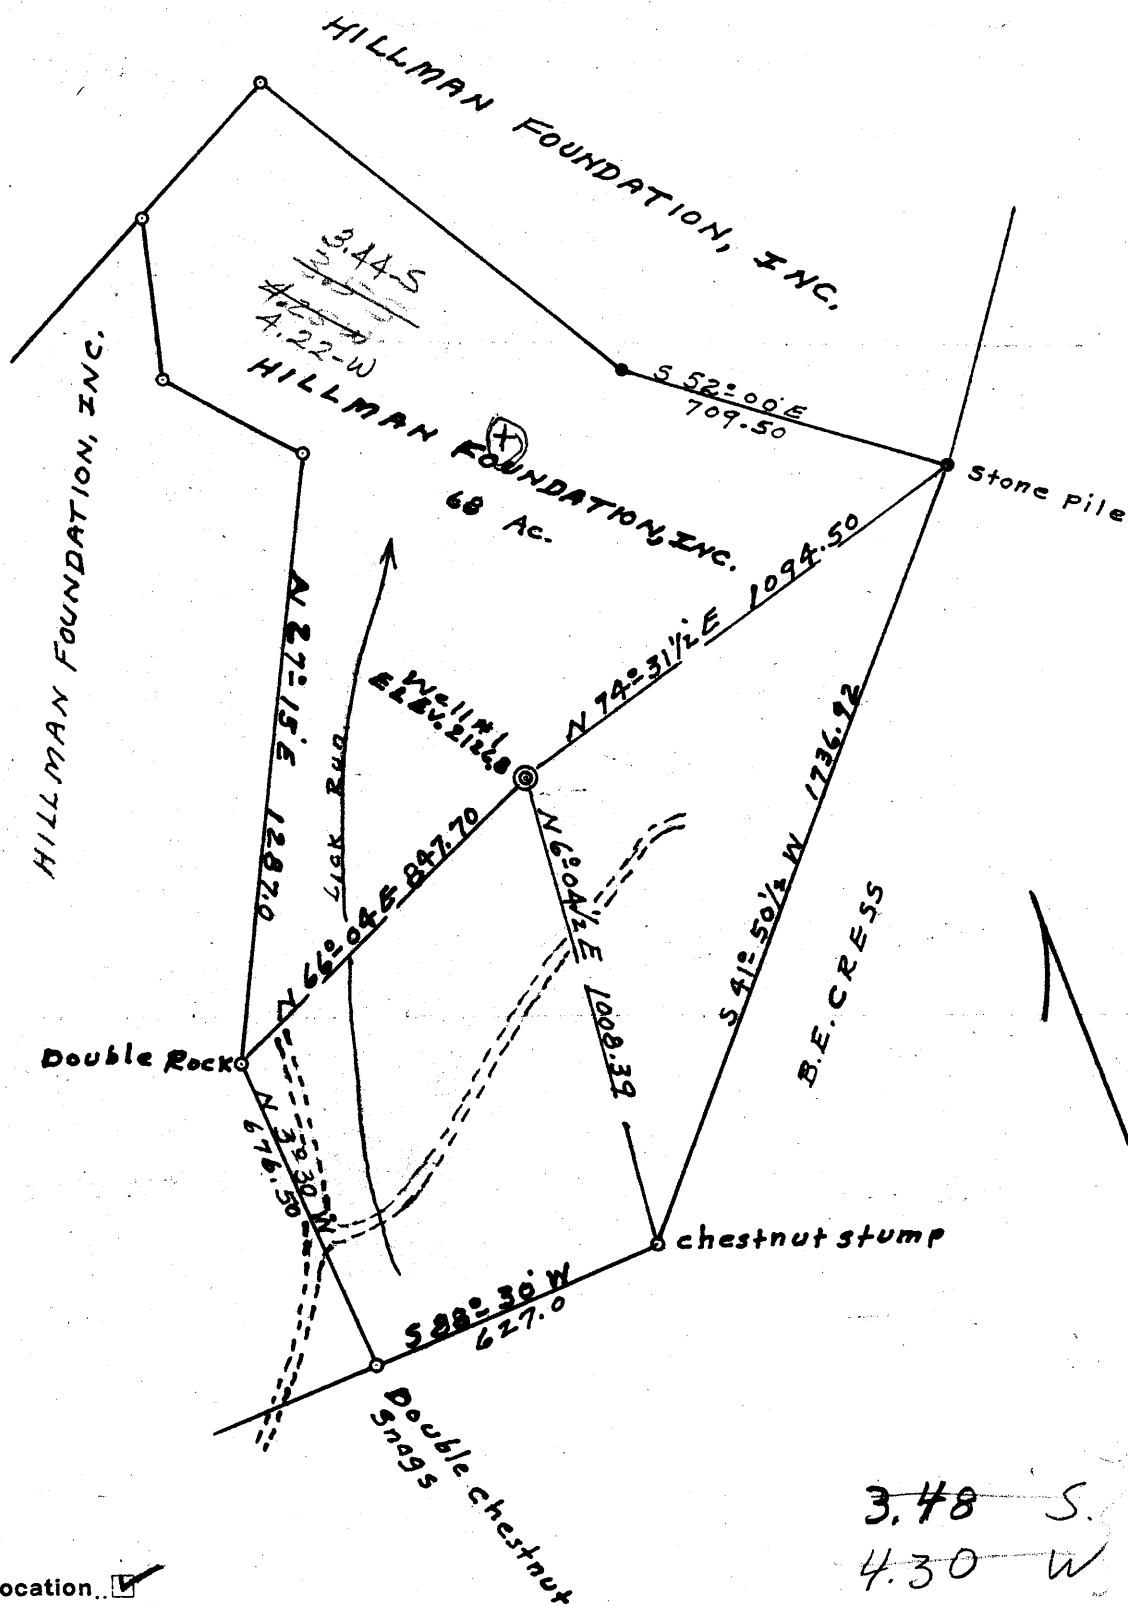 HILLMAN FOUNDATION, INC.
3.44-S
4.22-W
HILLMAN FOUNDATION, INC.
68 Ac.
HILLMAN FOUNDATION, INC.
S 52° 00' E
709.50
Stone Pile
N 74° 31½' E 1094.50
Well #1
ELEV. 2126.8
N 27° 15' E 1287.0
Lick Run
N 66° 04' E 847.70
N 6° 04½' E 1008.39
S 41° 50½' W 1736.92
B.E. CRESS
Double Rock
N 3° 30' W
676.50
chestnut stump
S 88° 30' W
627.0
Double chestnut
snags
3.48 S.
4.30 W
ocation..